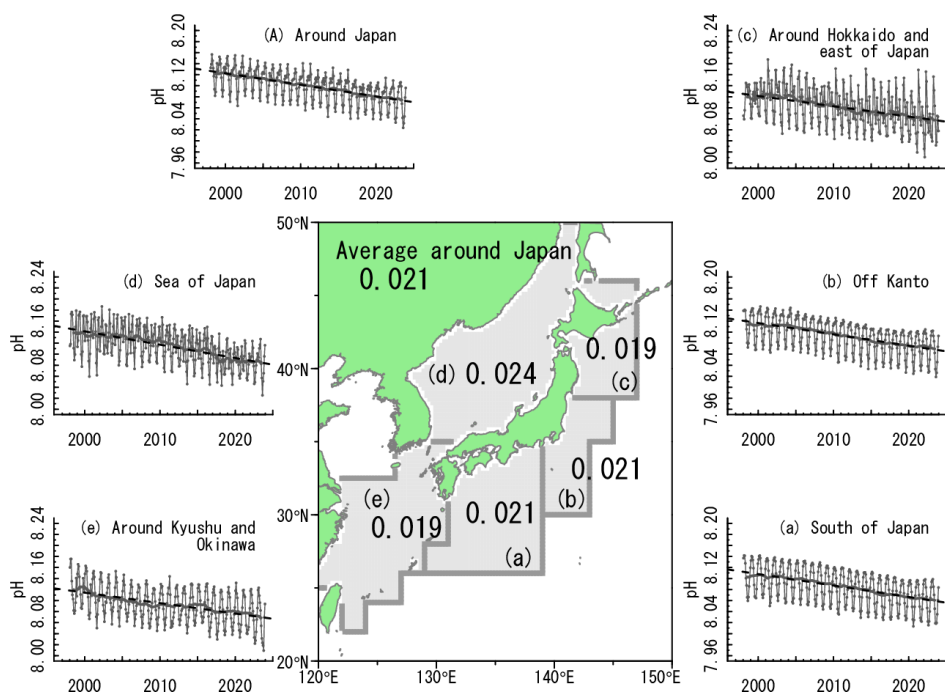 (A) Around Japan
pH
8.20
8.12
8.04
7.96
2000
2010
2020
(c) Around Hokkaido and
east of Japan
pH
8.24
8.16
8.08
8.00
2000
2010
2020
(d) Sea of Japan
pH
8.24
8.16
8.08
8.00
2000
2010
2020
50°N
40°N
30°N
20°N
120°E
130°E
140°E
150°E
Average around Japan
0.021
(d) 0.024
0.019
(c)
0.021
(b)
(e)
0.019
0.021
(a)
(b) Off Kanto
pH
8.20
8.12
8.04
7.96
2000
2010
2020
(e) Around Kyushu and
Okinawa
pH
8.24
8.16
8.08
8.00
2000
2010
2020
(a) South of Japan
pH
8.20
8.12
8.04
7.96
2000
2010
2020